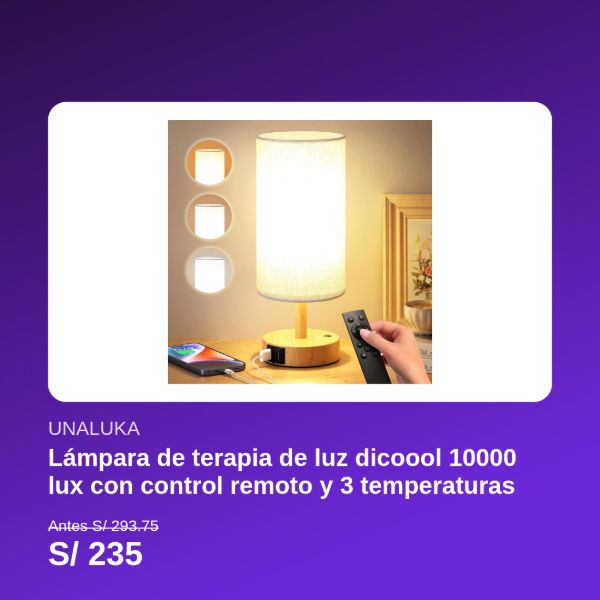 UNALUKA
Lámpara de terapia de luz dicoool 10000
lux con control remoto y 3 temperaturas
Antes S/ 293.75
S/ 235